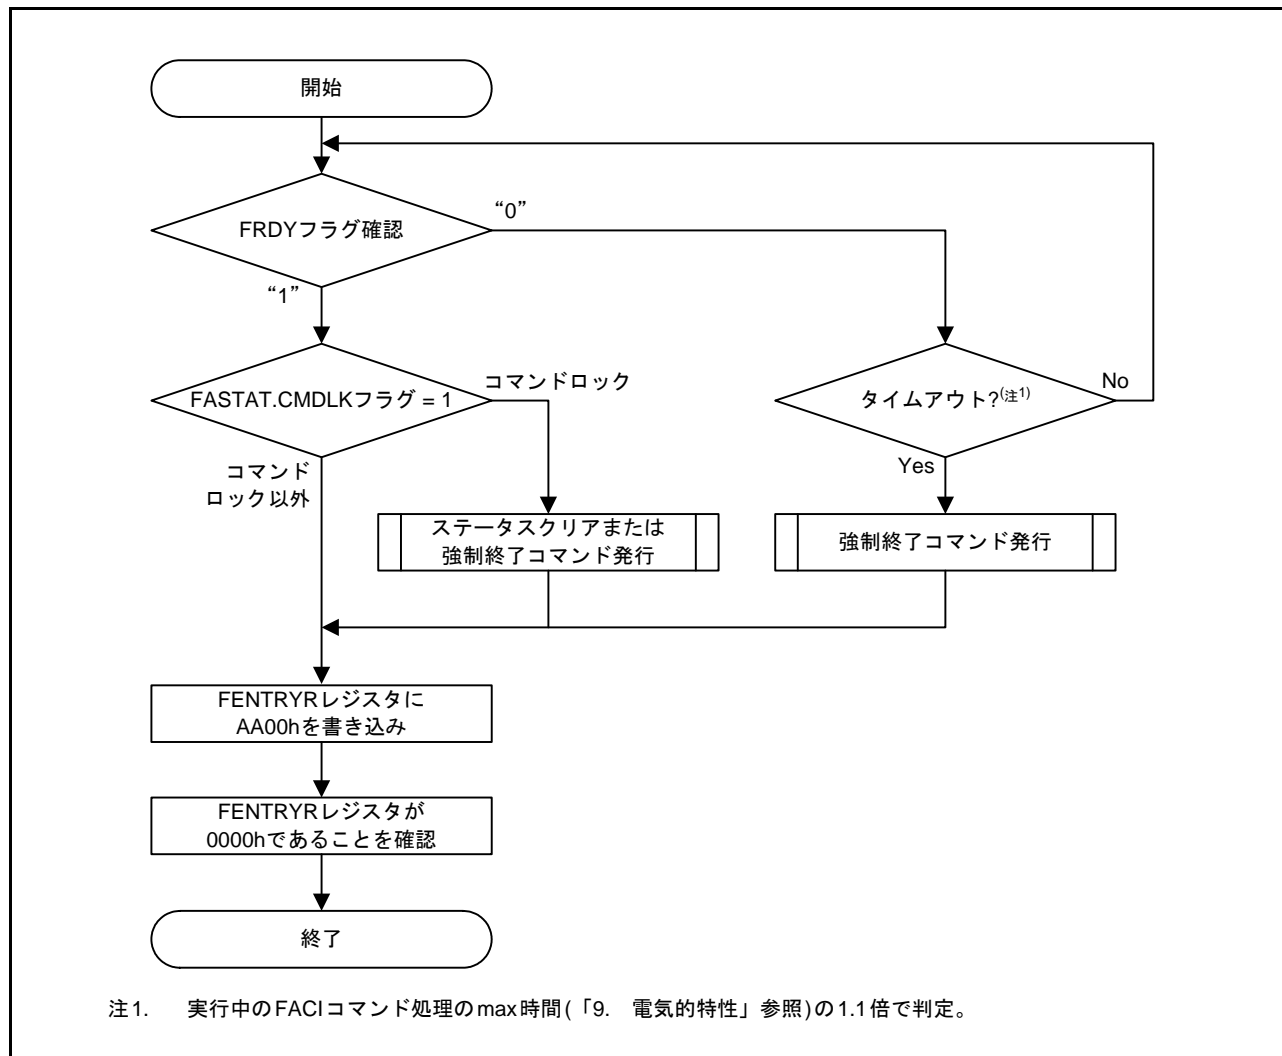 開始
FRDYフラグ確認
“0”
“1”
FASTAT.CMDLKフラグ = 1
コマンドロック
タイムアウト?(注1)
No
Yes
コマンド
ロック以外
ステータスクリアまたは
強制終了コマンド発行
強制終了コマンド発行
FENTRYRレジスタに
AA00hを書き込み
FENTRYRレジスタが
0000hであることを確認
終了
注1. 実行中のFACIコマンド処理のmax時間(「9. 電気的特性」参照)の1.1倍で判定。